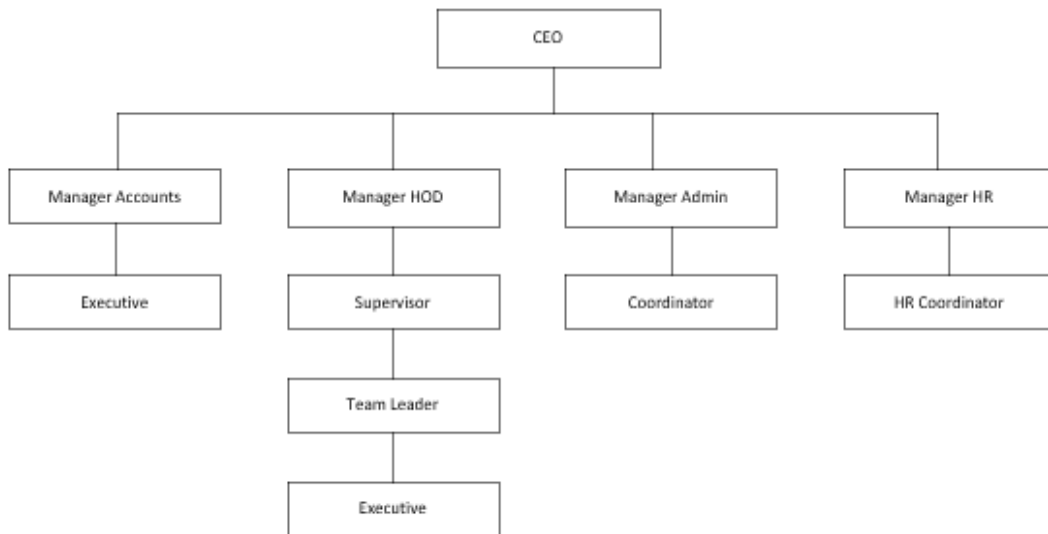 CEO
Manager Accounts
Manager HOD
Manager Admin
Manager HR
Executive
Supervisor
Coordinator
HR Coordinator
Team Leader
Executive